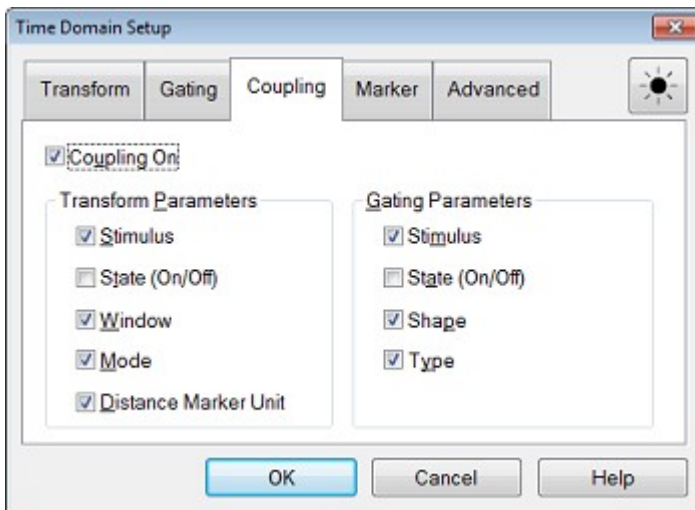 Time Domain Setup
Transform Gating Coupling Marker Advanced
Coupling On
Transform Parameters
Stimulus
State (On/Off)
Window
Mode
Distance Marker Unit
Gating Parameters
Stimulus
State (On/Off)
Shape
Type
OK Cancel Help